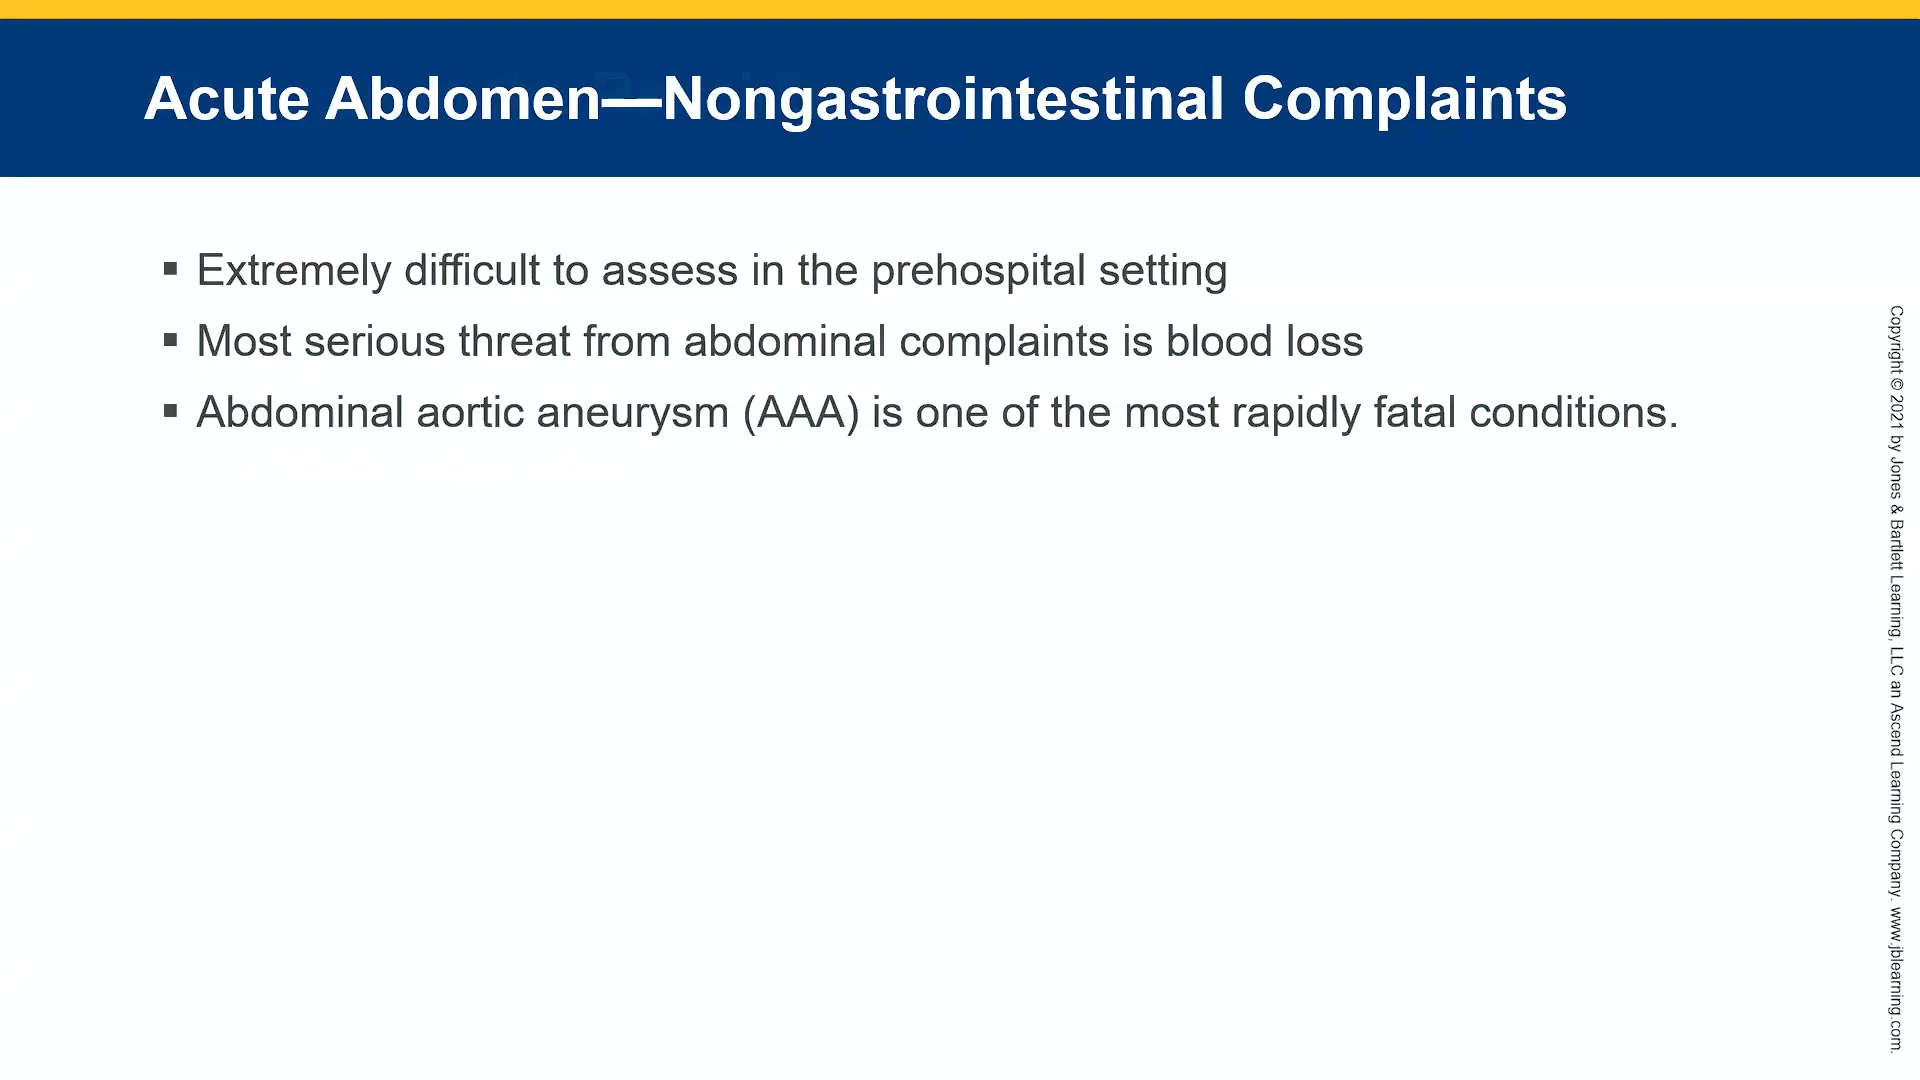 Acute Abdomen—Nongastrointestinal Complaints
▪ Extremely difficult to assess in the prehospital setting
▪ Most serious threat from abdominal complaints is blood loss
▪ Abdominal aortic aneurysm (AAA) is one of the most rapidly fatal conditions.
Copyright © 2021 by Jones & Bartlett Learning, LLC an Ascend Learning Company. www.jblearning.com.